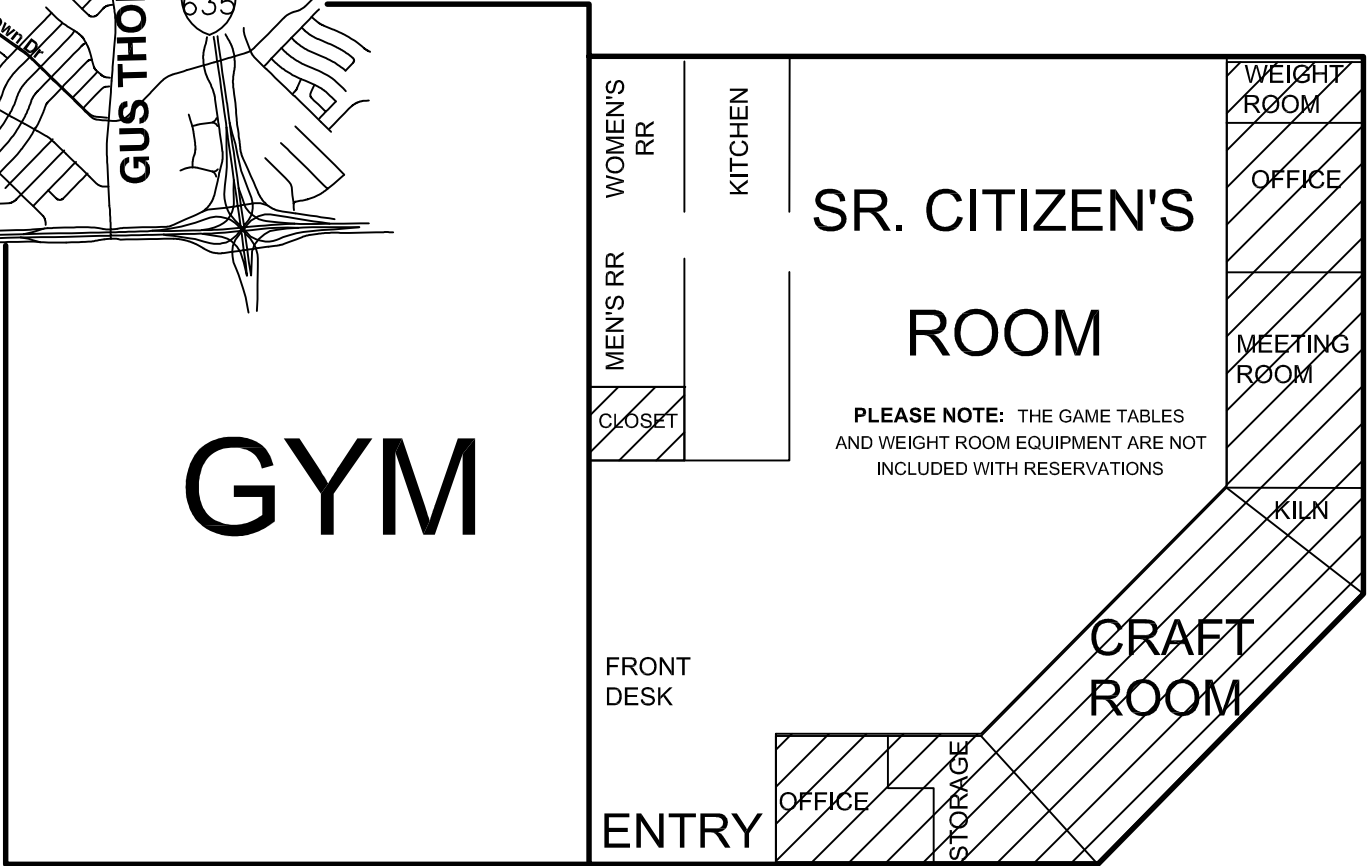 635
GUS THO
wn Dr
GYM
WOMEN'S
RR
KITCHEN
MEN'S RR
CLOSET
SR. CITIZEN'S
ROOM
PLEASE NOTE: THE GAME TABLES
AND WEIGHT ROOM EQUIPMENT ARE NOT
INCLUDED WITH RESERVATIONS
WEIGHT
ROOM
OFFICE
MEETING
ROOM
KILN
CRAFT
ROOM
FRONT
DESK
ENTRY
OFFICE
STORAGE